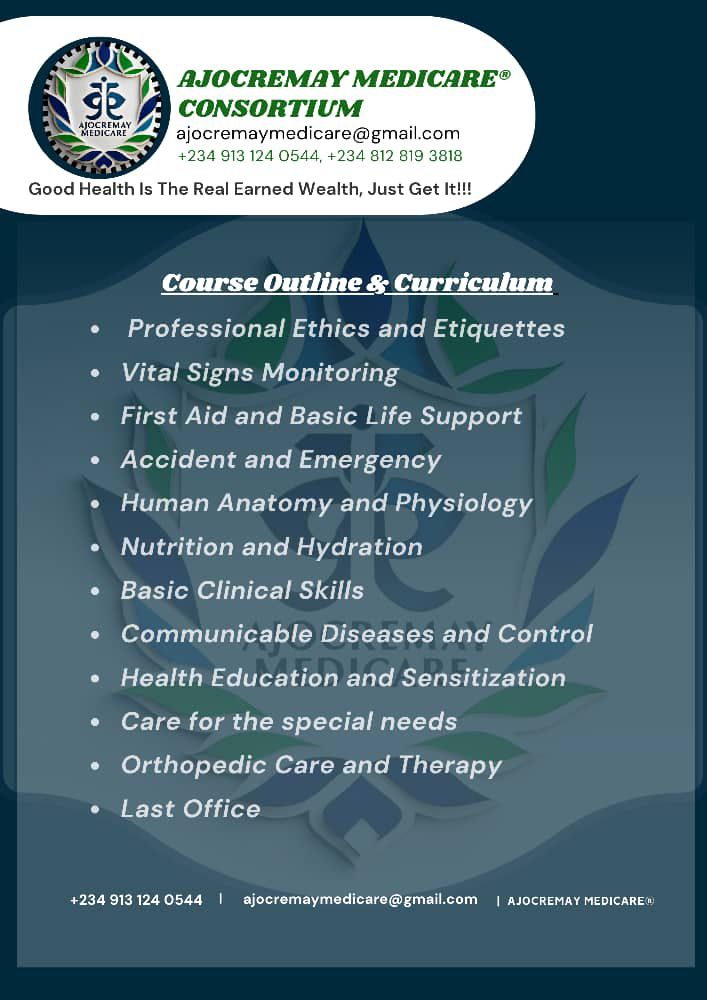 AJOCREMAY MEDICARE
AJOCREMAY MEDICARE®
CONSORTIUM
ajocremaymedicare@gmail.com
+234 913 124 0544, +234 812 819 3818
Good Health Is The Real Earned Wealth, Just Get It!!!
Course Outline & Curriculum
• Professional Ethics and Etiquettes
• Vital Signs Monitoring
• First Aid and Basic Life Support
• Accident and Emergency
• Human Anatomy and Physiology
• Nutrition and Hydration
• Basic Clinical Skills
• Communicable Diseases and Control
AJOCREMAY
• Health Education and Sensitization
MEDICARE
• Care for the special needs
• Orthopedic Care and Therapy
• Last Office
+234 913 124 0544 | ajocremaymedicare@gmail.com | AJOCREMAY MEDICARE®